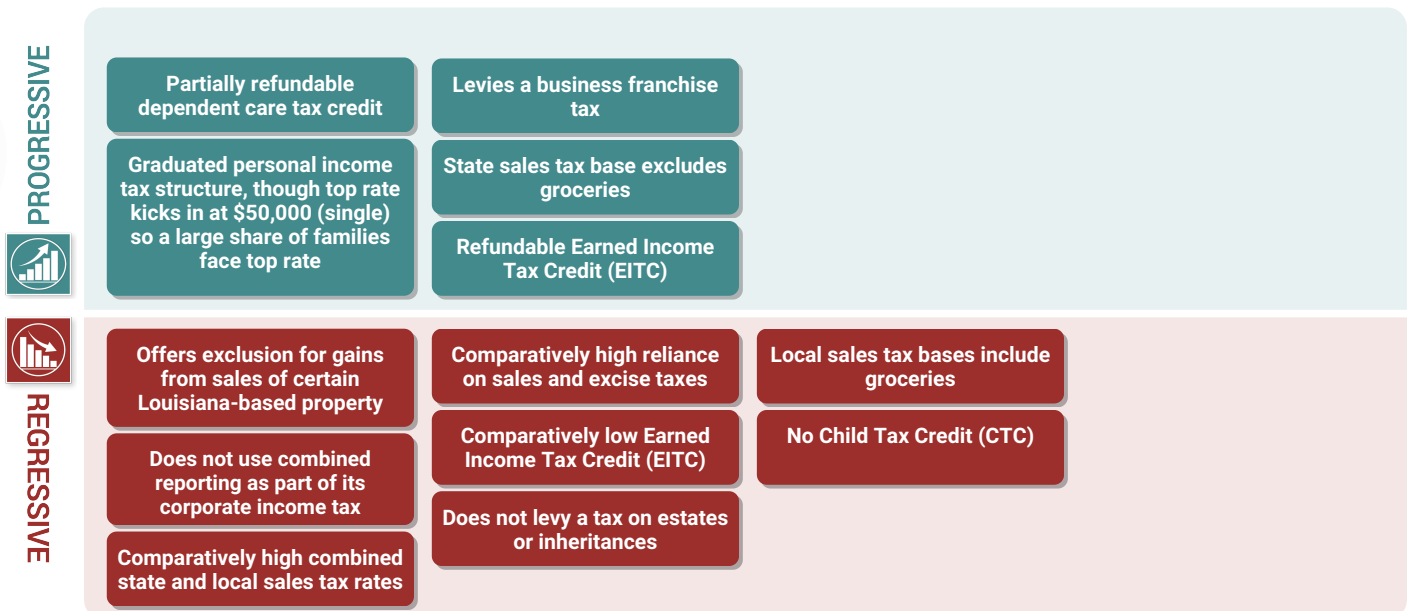 PROGRESSIVE
Partially refundable
dependent care tax credit
Graduated personal income
tax structure, though top rate
kicks in at $50,000 (single)
so a large share of families
face top rate
Levies a business franchise
tax
State sales tax base excludes
groceries
Refundable Earned Income
Tax Credit (EITC)
REGRESSIVE
Offers exclusion for gains
from sales of certain
Louisiana-based property
Does not use combined
reporting as part of its
corporate income tax
Comparatively high combined
state and local sales tax rates
Comparatively high reliance
on sales and excise taxes
Comparatively low Earned
Income Tax Credit (EITC)
Does not levy a tax on estates
or inheritances
Local sales tax bases include
groceries
No Child Tax Credit (CTC)